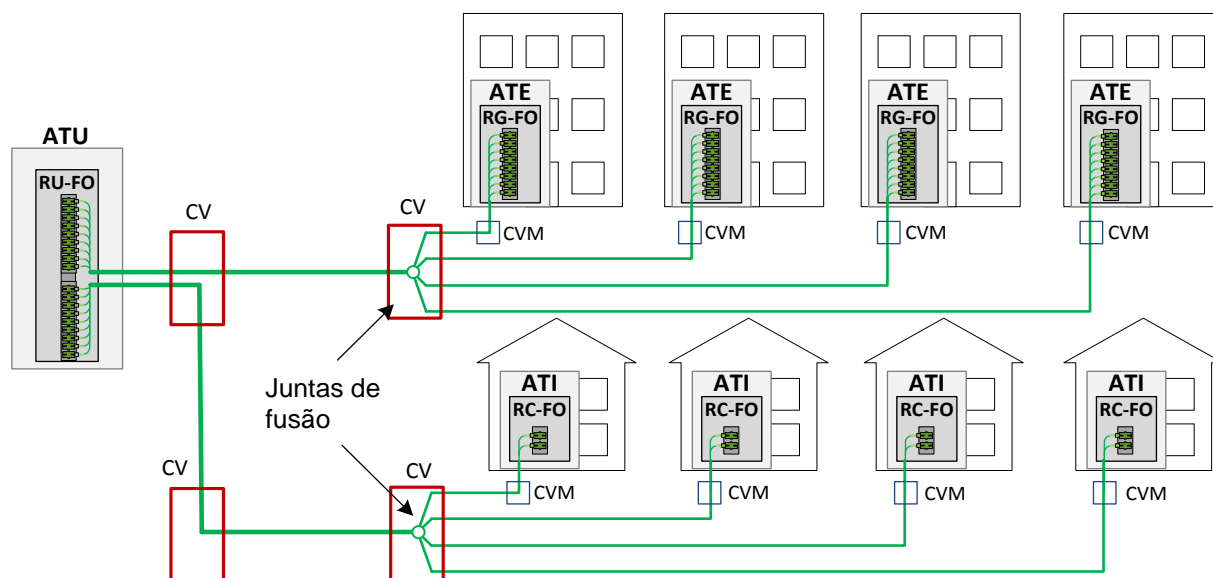 ATE
ATE
ATE
ATE
RG-FO
RG-FO
RG-FO
RG-FO
ATU
RU-FO
CV
CV
CVM
CVM
CVM
CVM
Juntas de
fusão
ATI
ATI
ATI
ATI
RC-FO
RC-FO
RC-FO
RC-FO
CV
CV
CVM
CVM
CVM
CVM